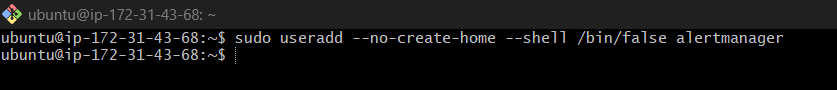 ubuntu@ip-172-31-43-68: ~
ubuntu@ip-172-31-43-68:~$ sudo useradd --no-create-home --shell /bin/false alertmanager
ubuntu@ip-172-31-43-68:~$